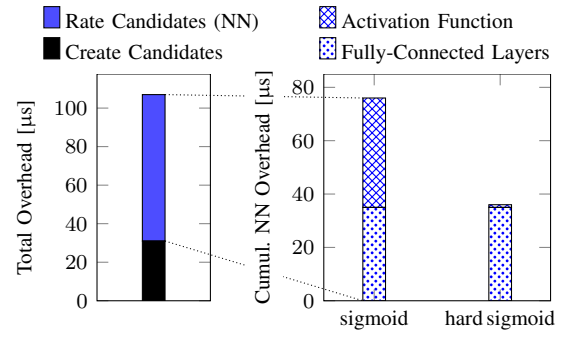 Rate Candidates (NN)
Create Candidates
Activation Function
Fully-Connected Layers
Total Overhead [µs]
100
80
60
40
20
0
Cumul. NN Overhead [µs]
80
60
40
20
0
sigmoid
hard sigmoid